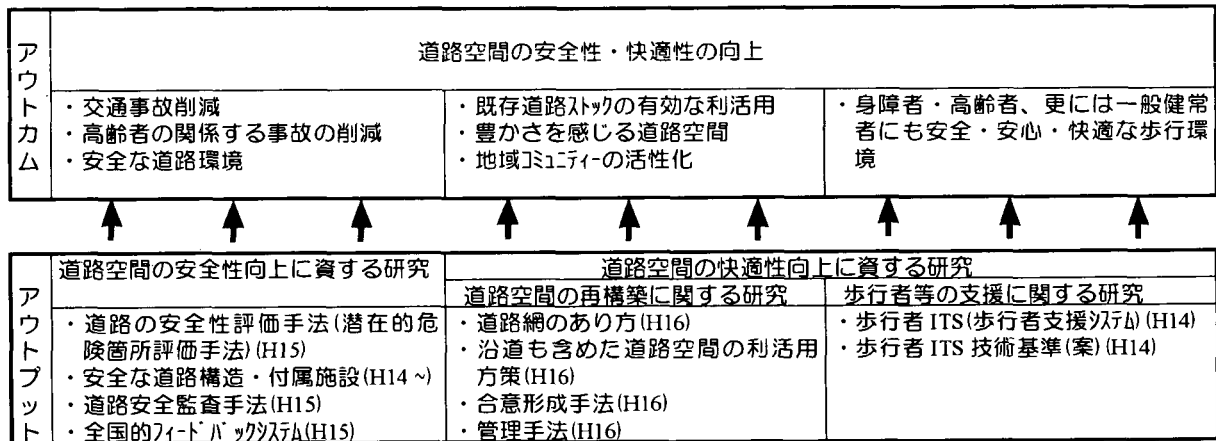 アウトカム
道路空間の安全性・快適性の向上
・交通事故削減
・高齢者の関係する事故の削減
・安全な道路環境
・既存道路ｽﾄｯｸの有効な利活用
・豊かさを感じる道路空間
・地域ｺﾐｭﾆﾃｨｰの活性化
・身障者・高齢者、更には一般健常
者にも安全・安心・快適な歩行環
境
アウトプット
道路空間の安全性向上に資する研究
・道路の安全性評価手法(潜在的危
険箇所評価手法)(H15)
・安全な道路構造・付属施設(H14～)
・道路安全監査手法(H15)
・全国的ﾌｨｰﾄﾞﾊﾞｯｸｼｽﾃﾑ(H15)
道路空間の快適性向上に資する研究
道路空間の再構築に関する研究
・道路網のあり方(H16)
・沿道も含めた道路空間の利活用
方策(H16)
・合意形成手法(H16)
・管理手法(H16)
歩行者等の支援に関する研究
・歩行者 ITS(歩行者支援ｼｽﾃﾑ)(H14)
・歩行者 ITS 技術基準(案)(H14)